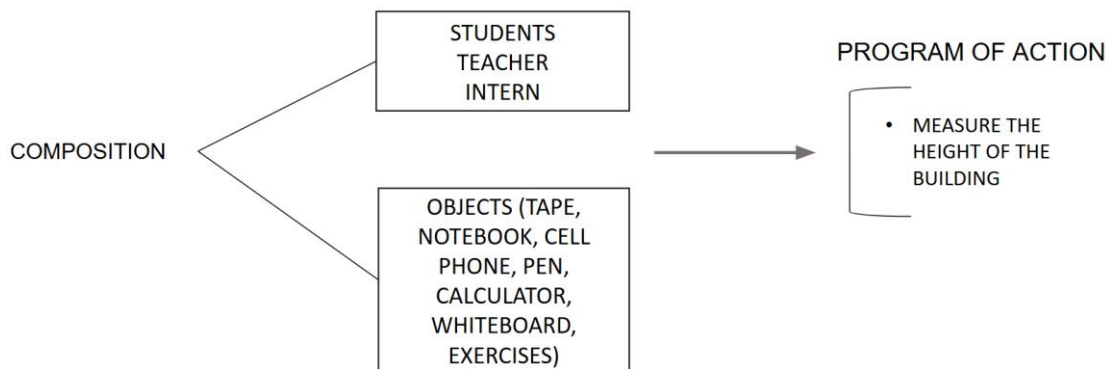 COMPOSITION
STUDENTS
TEACHER
INTERN
OBJECTS (TAPE,
NOTEBOOK, CELL
PHONE, PEN,
CALCULATOR,
WHITEBOARD,
EXERCISES)
PROGRAM OF ACTION
• MEASURE THE
HEIGHT OF THE
BUILDING